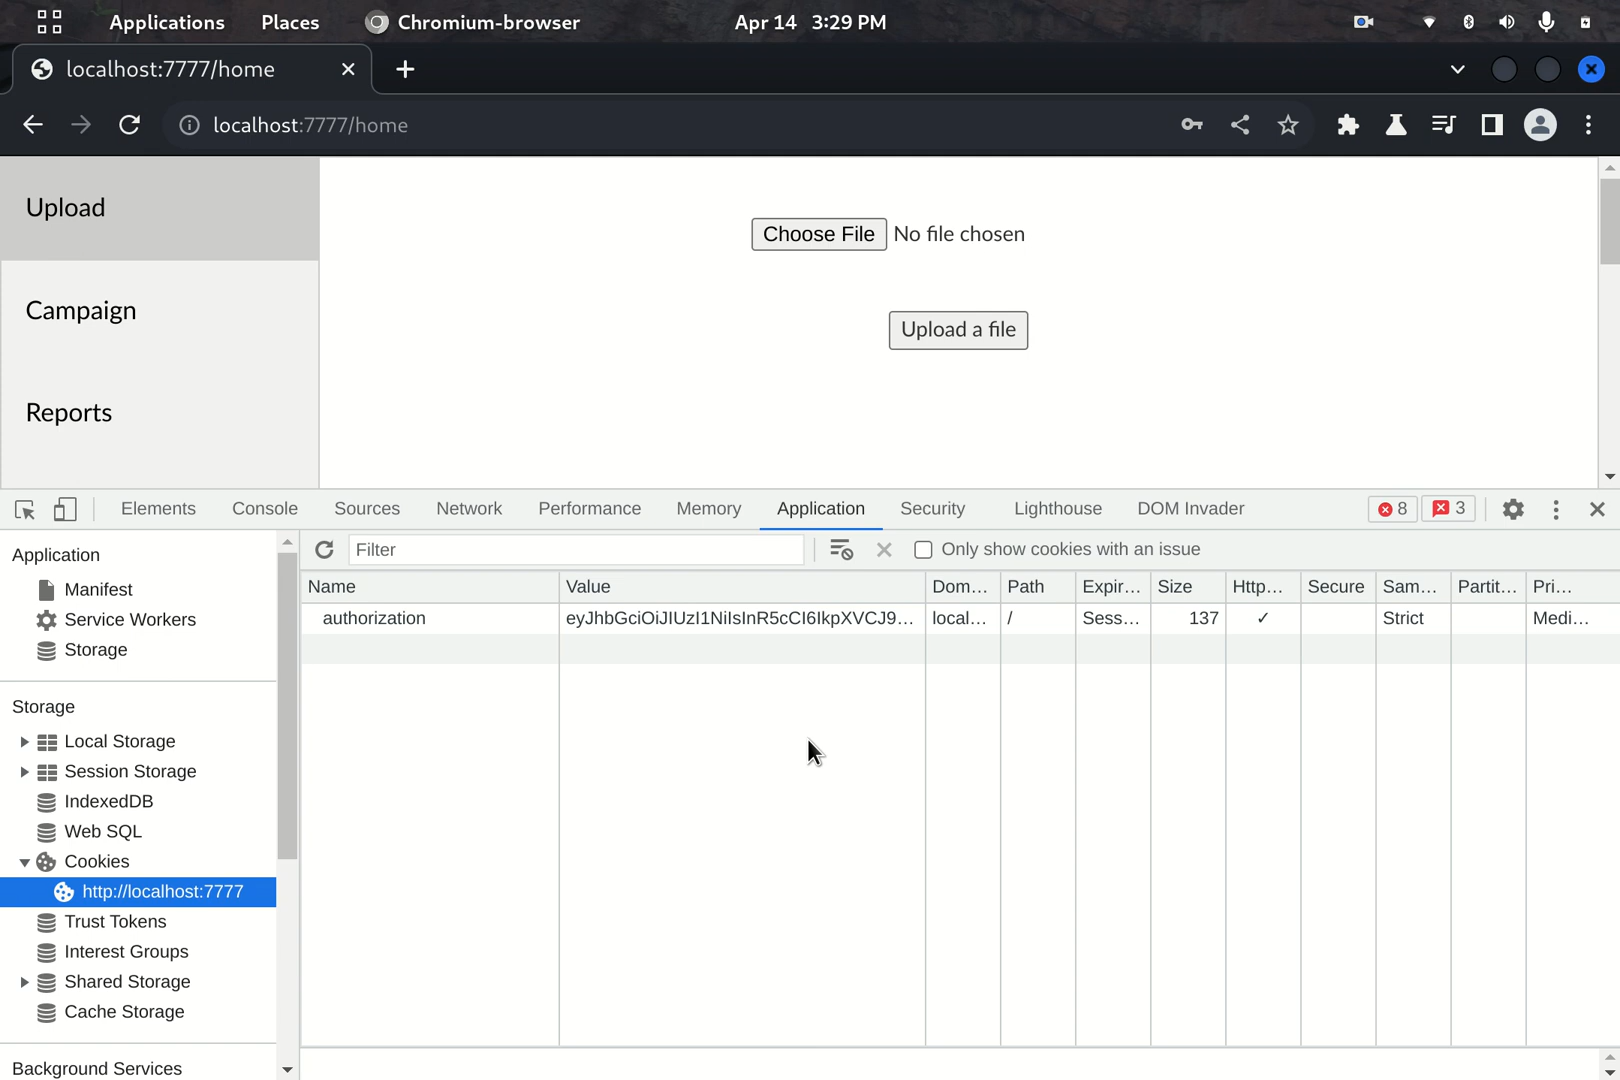 Applications Places Chromium-browser Apr 14 3:29 PM
localhost:7777/home
localhost:7777/home
Upload
Choose File No file chosen
Upload a file
Campaign
Reports
Elements Console Sources Network Performance Memory Application Security Lighthouse DOM Invader 8 3
Application
Manifest
Service Workers
Storage
Storage
Local Storage
Session Storage
IndexedDB
Web SQL
Cookies
http://localhost:7777
Trust Tokens
Interest Groups
Shared Storage
Cache Storage
Background Services
Filter Only show cookies with an issue
Name Value Dom... Path Expir... Size Http... Secure Sam... Partit... Pri...
authorization eyJhbGciOiJIUzI1NiIsInR5cCI6IkpXVCJ9... local... / Sess... 137 ✓ Strict Medi...